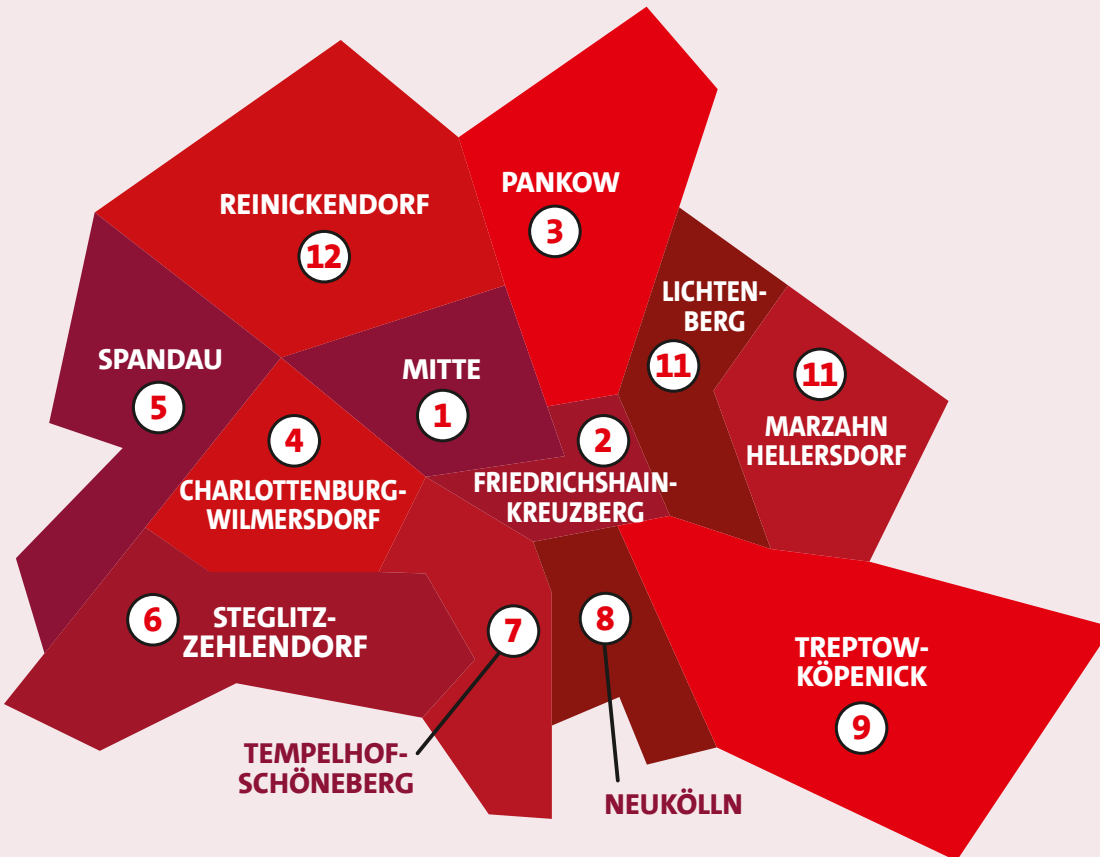 PANKOW
3
REINICKENDORF
12
LICHTEN-
BERG
11
11
MARZAHN
HELLERSDORF
SPANDAU
5
MITTE
1
4
CHARLOTTENBURG-
WILMERSDORF
2
FRIEDRICHSHAIN-
KREUZBERG
6
STEGLITZ-
ZEHLENDORF
7
8
TREPTOW-
KÖPENICK
9
TEMPELHOF-
SCHÖNEBERG
NEUKÖLLN